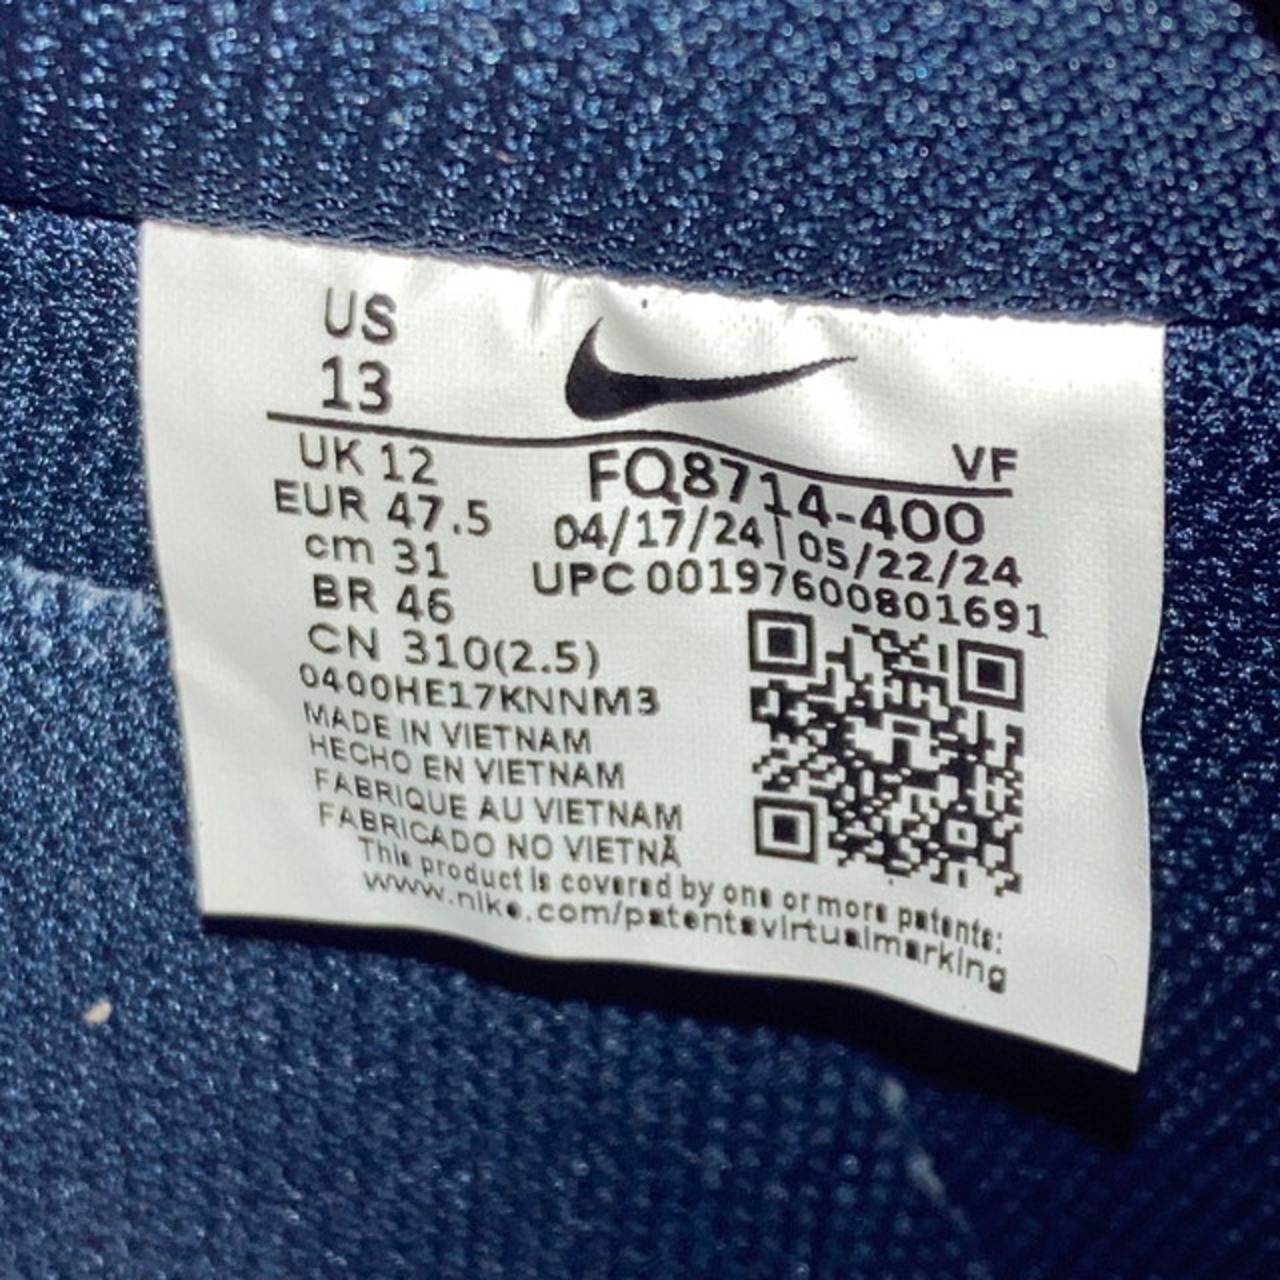 US
13
VF
UK 12
EUR 47.5
cm 31
BR 46
CN 310(2.5)
FQ8714-400
04/17/24 | 05/22/24
UPC 00197600801691
0400HE17KNNM3
MADE IN VIETNAM
HECHO EN VIETNAM
FABRIQUE AU VIETNAM
FABRICADO NO VIETNÃ
This product is covered by one or more patents:
www.nike.com/patentsvirtualmarking